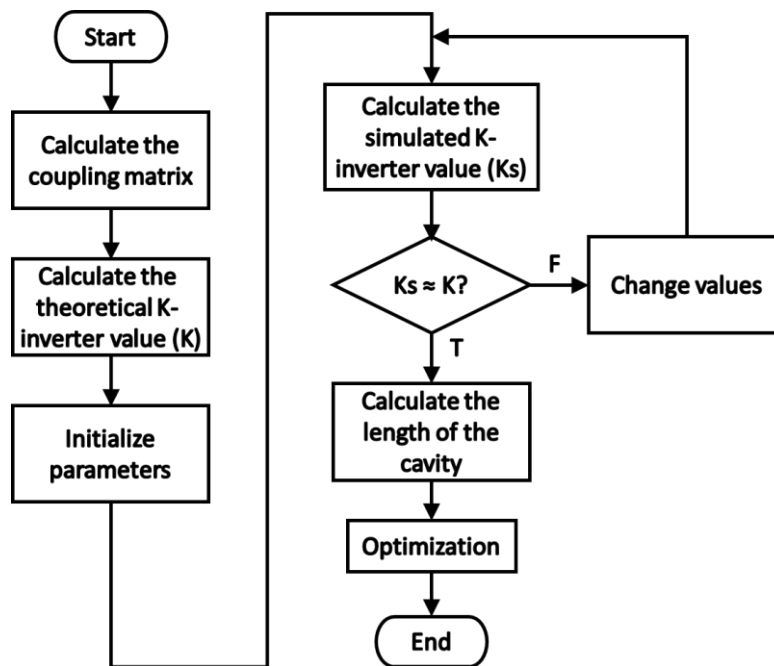 Start
Calculate the
coupling matrix
Calculate the
theoretical K-
inverter value (K)
Initialize
parameters
Calculate the
simulated K-
inverter value (Ks)
Ks ≈ K?
F
Change values
T
Calculate the
length of the
cavity
Optimization
End